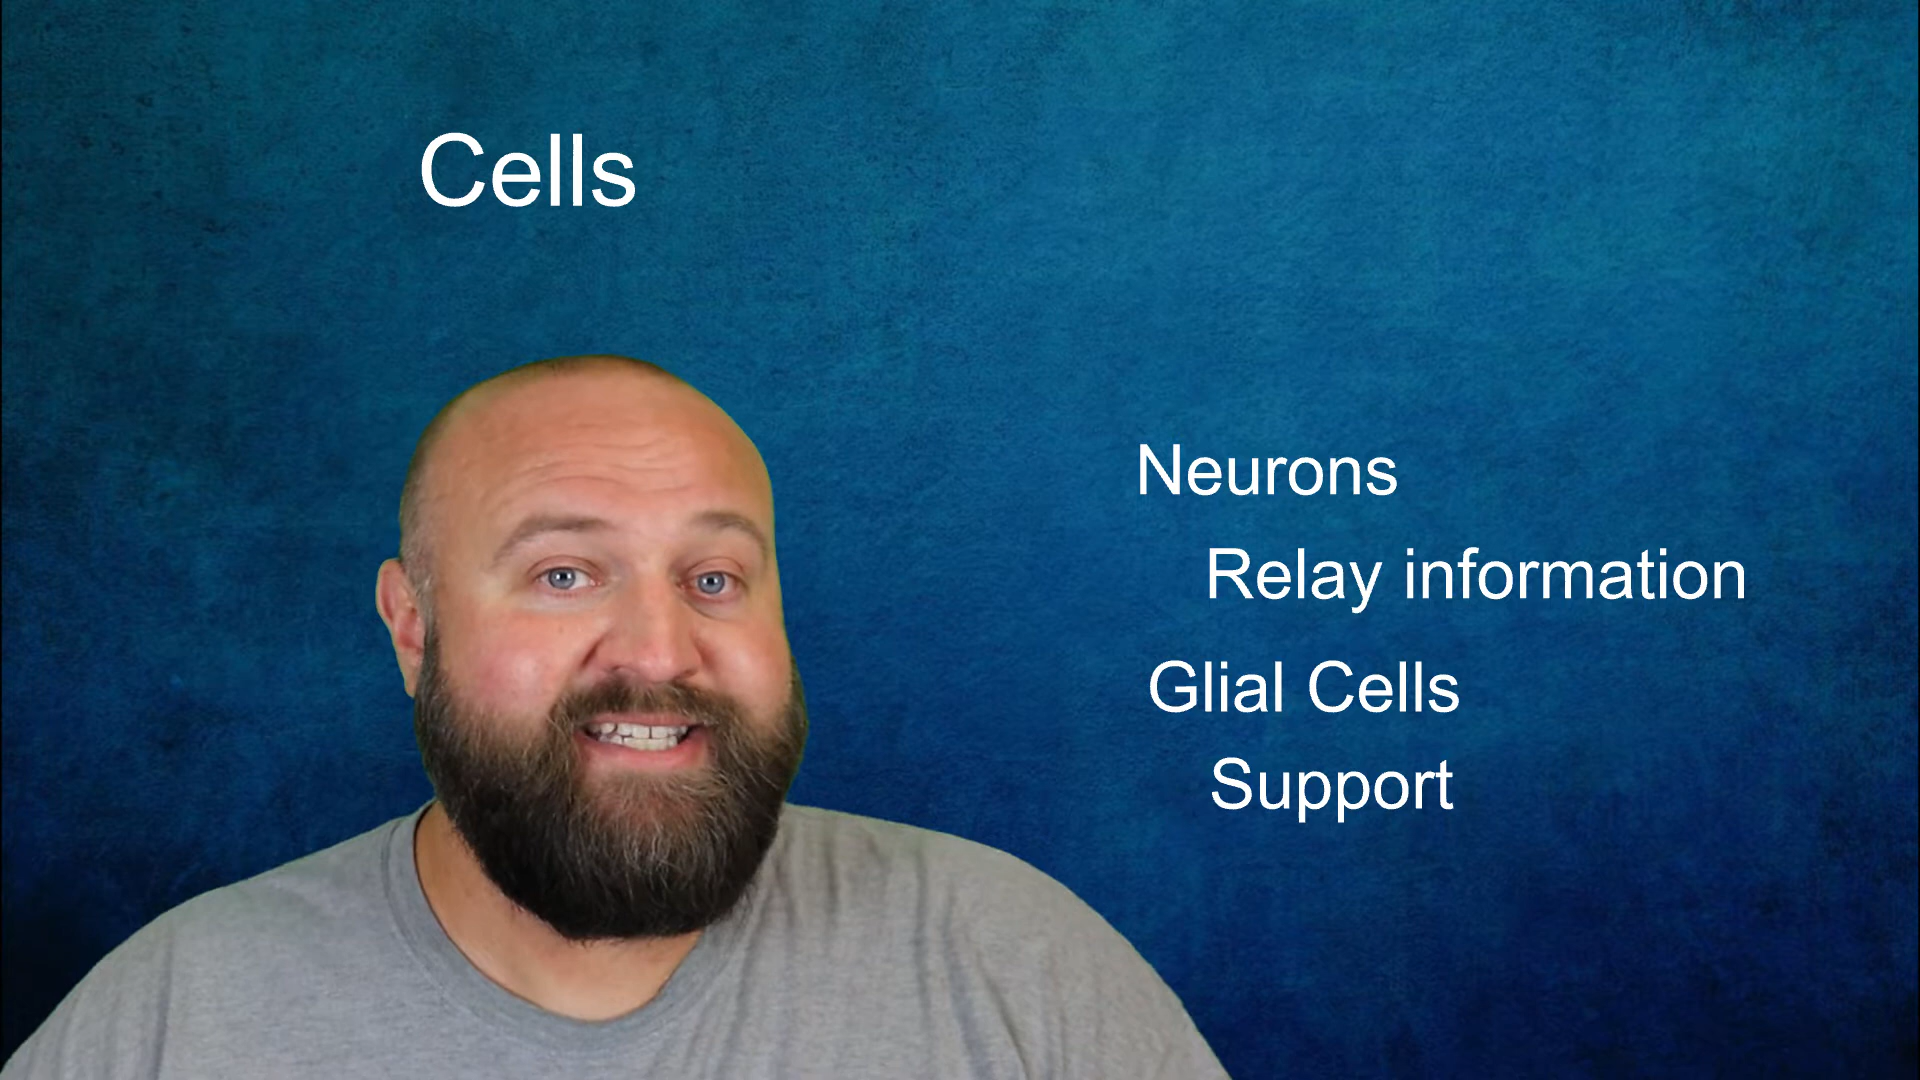 Cells
Neurons
Relay information
Glial Cells
Support